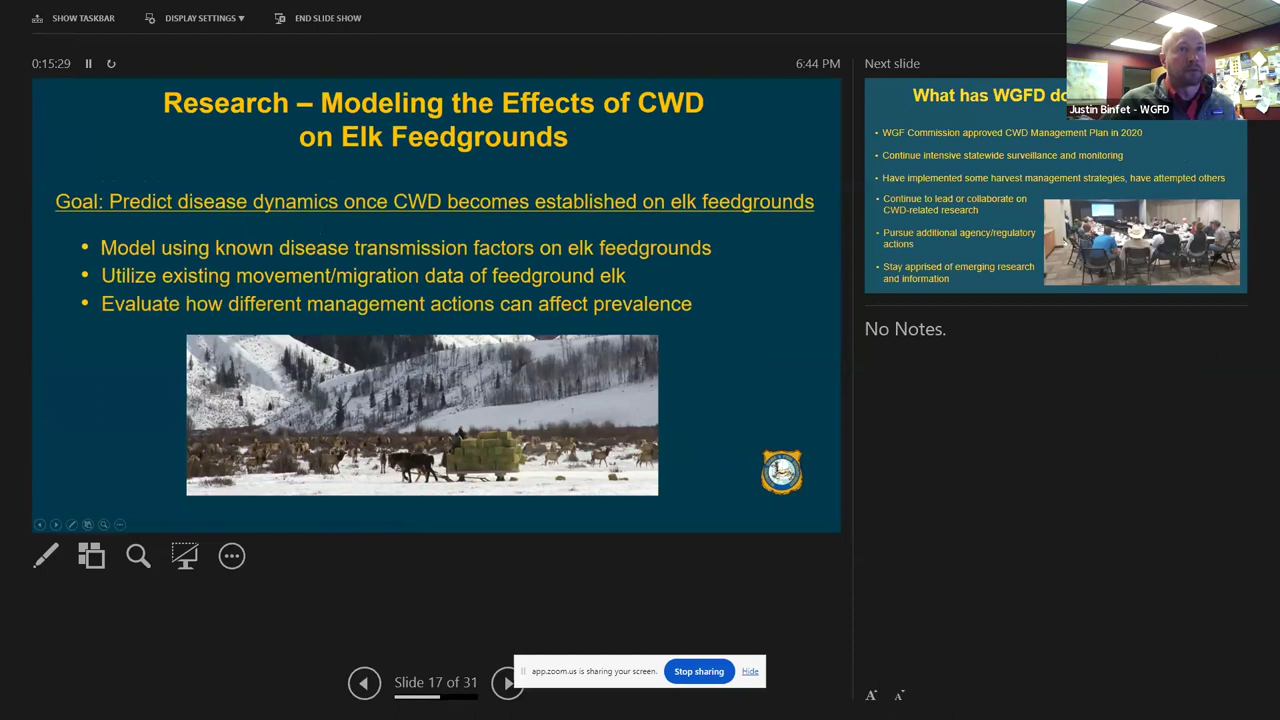 SHOW TASKBAR
DISPLAY SETTINGS ▼
END SLIDE SHOW
0:15:29
6:44 PM
Research – Modeling the Effects of CWD
on Elk Feedgrounds
Goal: Predict disease dynamics once CWD becomes established on elk feedgrounds
• Model using known disease transmission factors on elk feedgrounds
• Utilize existing movement/migration data of feedground elk
• Evaluate how different management actions can affect prevalence
Next slide
Justin Binfet - WGFD
What has WGFD
• WGF Commission approved CWD Management Plan in 2020
• Continue intensive statewide surveillance and monitoring
• Have implemented some harvest management strategies, have attempted others
• Continue to lead or collaborate on
CWD-related research
• Pursue additional agency/regulatory
actions
• Stay apprised of emerging research
and information
No Notes.
app.zoom.us is sharing your screen.
Stop sharing
Hide
Slide 17 of 31
A
A